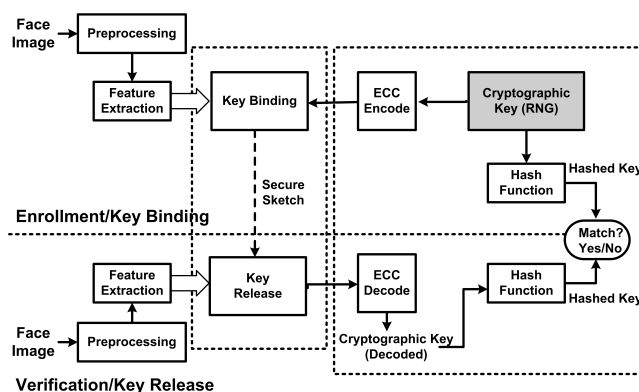 Face
Image
Preprocessing
Feature
Extraction
Key Binding
ECC
Encode
Cryptographic
Key (RNG)
Hash
Function
Hashed Key
Secure
Sketch
Enrollment/Key Binding
Match?
Yes/No
Feature
Extraction
Key
Release
ECC
Decode
Hash
Function
Hashed Key
Face
Image
Preprocessing
Cryptographic Key
(Decoded)
Verification/Key Release